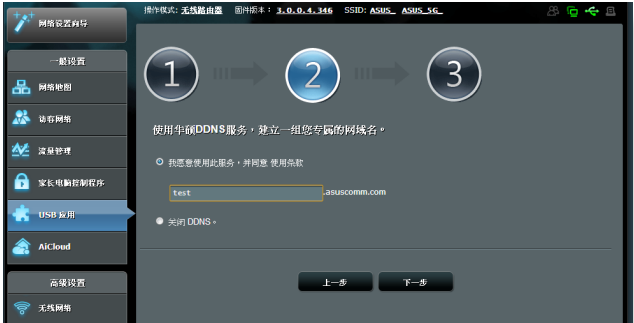 操作模式: 无线路由器 固件版本: 3.0.0.4.346 SSID: ASUS_ ASUS_5G_
网络设置向导
一般设置
网络地图
访客网络
流量管理
家长电脑控制程序
USB 应用
AiCloud
高级设置
无线网络
1 2 3
使用华硕DDNS服务，建立一组您专属的网域名。
我愿意使用此服务，并同意 使用条款
test .asuscomm.com
关闭 DDNS。
上一步 下一步